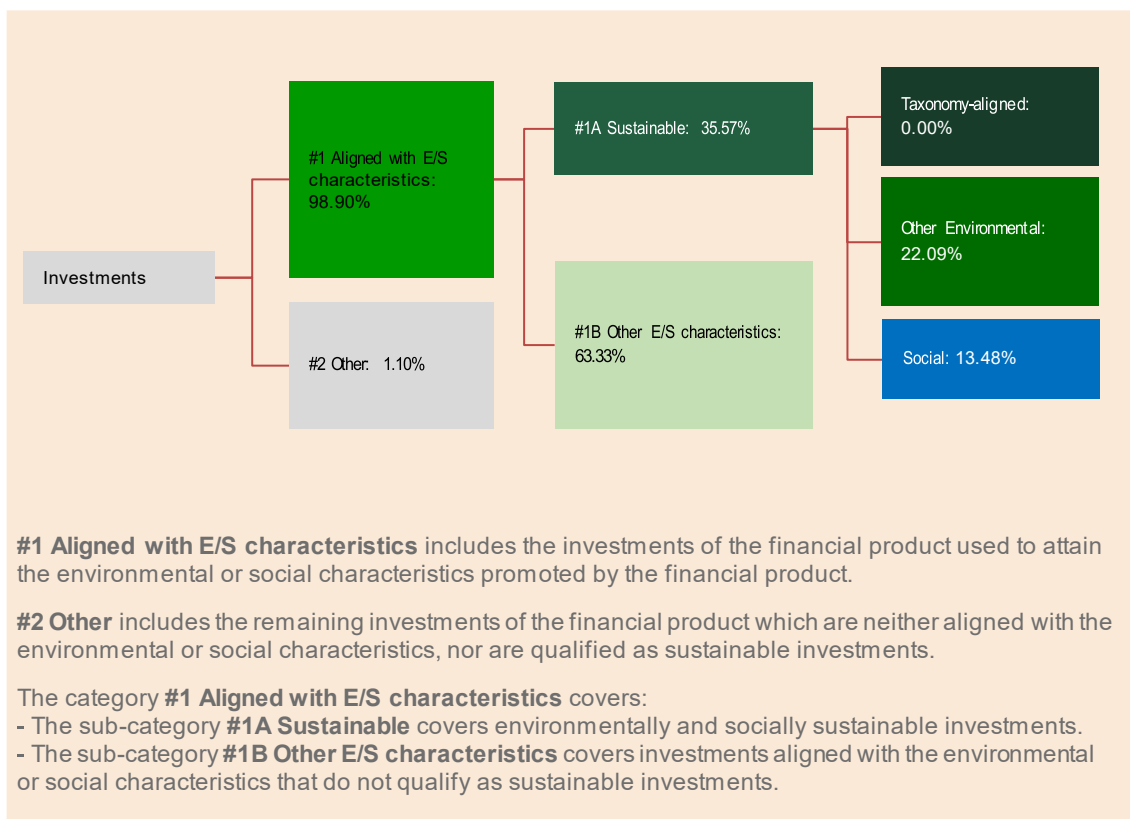 Investments
#1 Aligned with E/S
characteristics:
98.90%
#2 Other: 1.10%
#1A Sustainable: 35.57%
#1B Other E/S characteristics:
63.33%
Taxonomy-aligned:
0.00%
Other Environmental:
22.09%
Social: 13.48%
#1 Aligned with E/S characteristics includes the investments of the financial product used to attain
the environmental or social characteristics promoted by the financial product.
#2 Other includes the remaining investments of the financial product which are neither aligned with the
environmental or social characteristics, nor are qualified as sustainable investments.
The category #1 Aligned with E/S characteristics covers:
- The sub-category #1A Sustainable covers environmentally and socially sustainable investments.
- The sub-category #1B Other E/S characteristics covers investments aligned with the environmental
or social characteristics that do not qualify as sustainable investments.